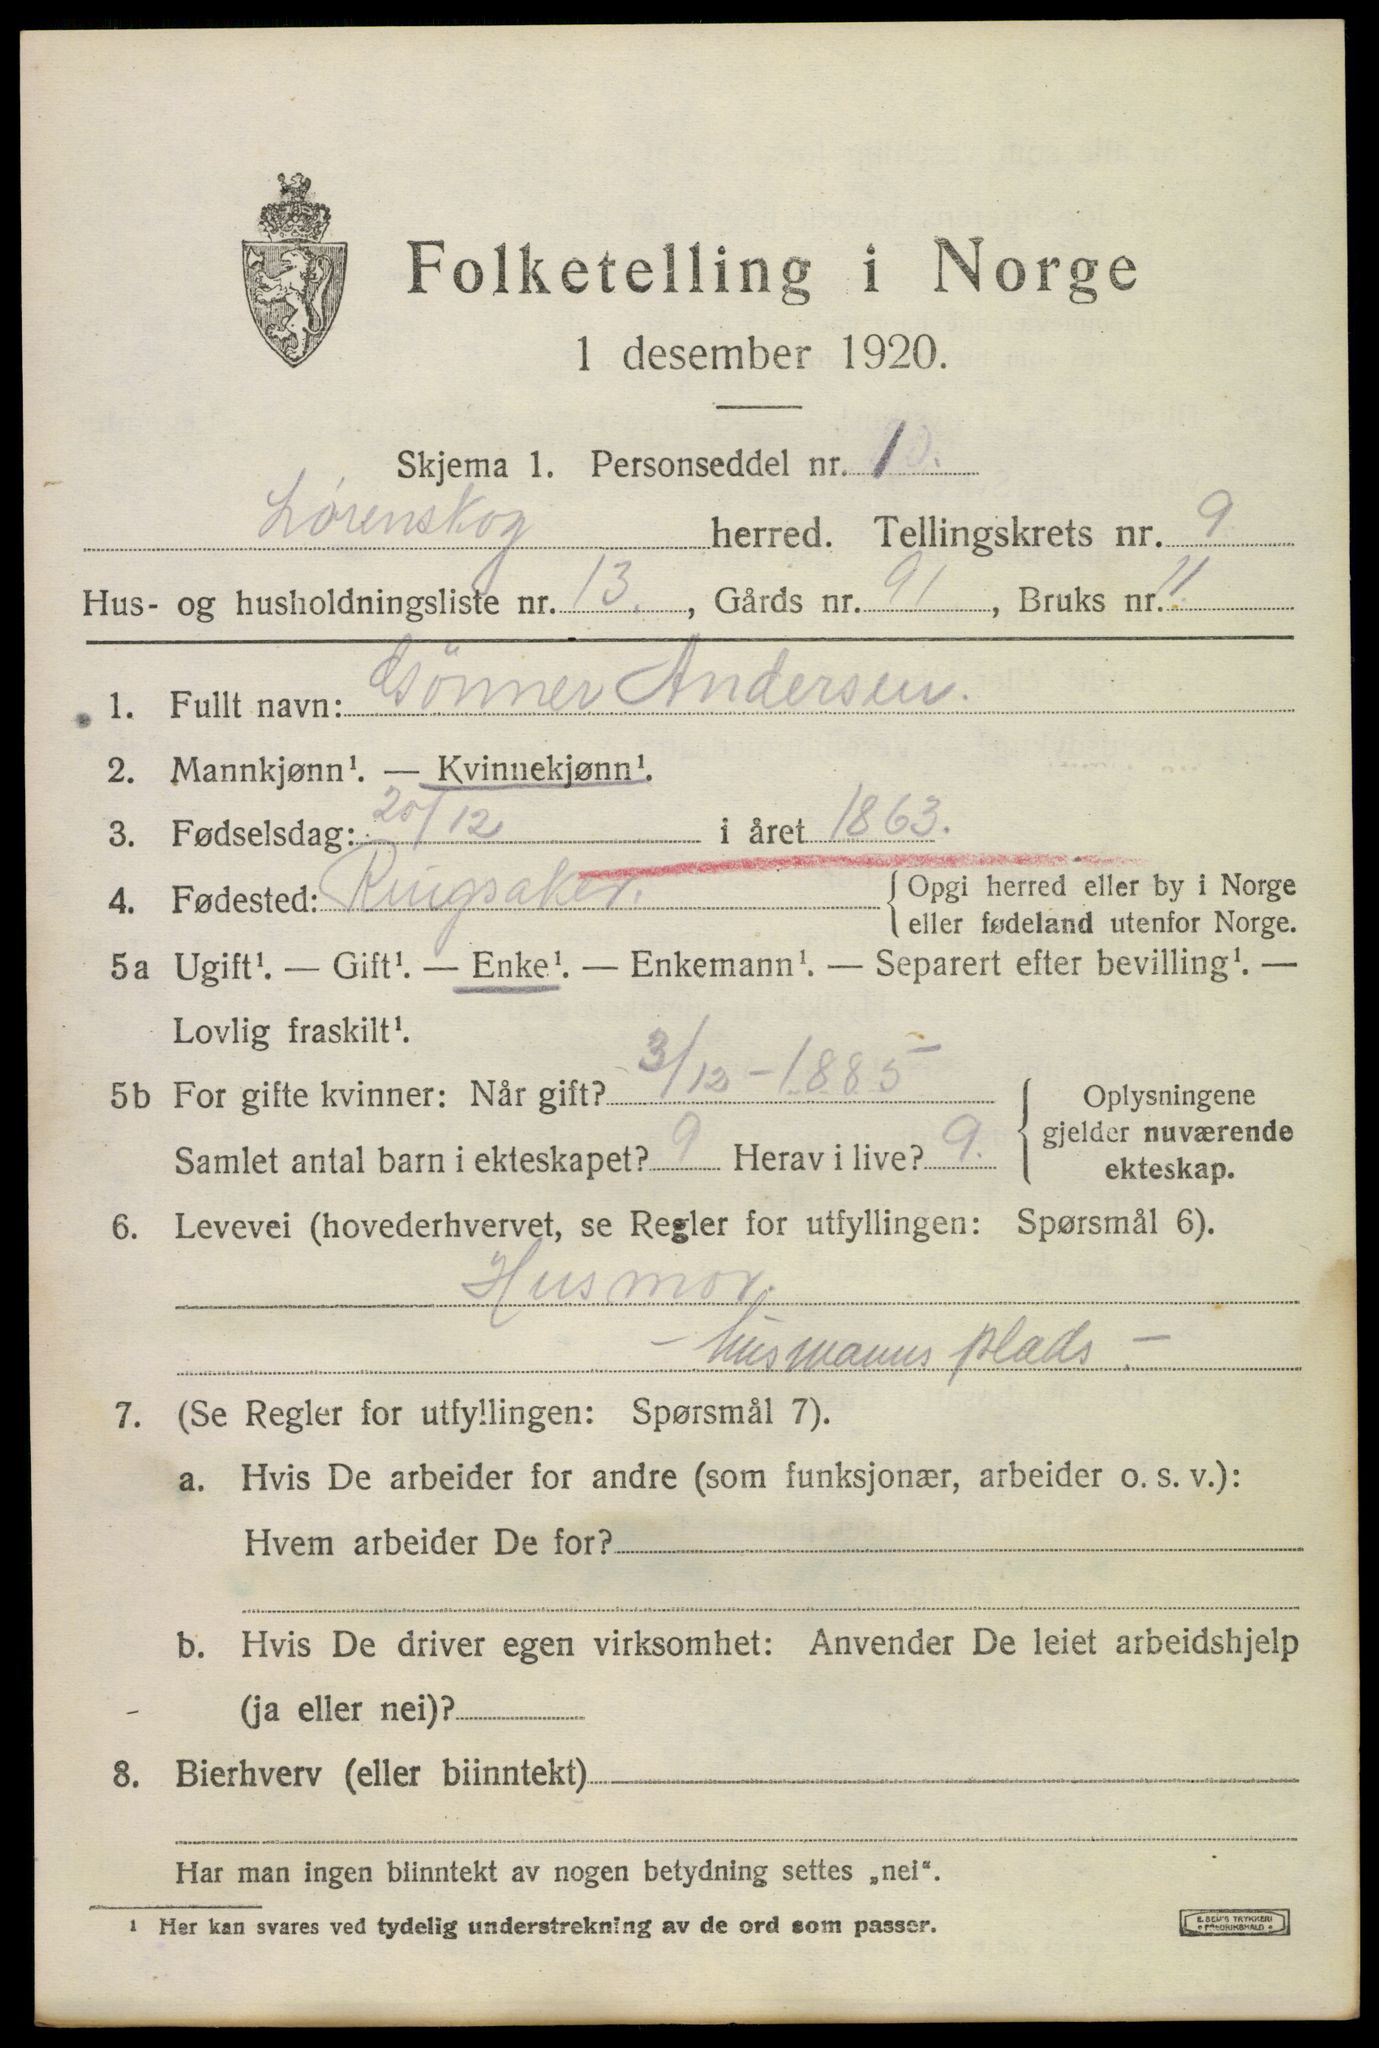 Folketelling i Norge
1 desember 1920.
Skjema 1. Personseddel nr. 1
Lørenskog herred. Tellingskrets nr. 9
Hus- og husholdningsliste nr. 13. , Gårds nr. 91 , Bruks nr. 11
1. Fullt navn: Gønner Andersen.
2. Mannkjønn¹. — Kvinnekjønn¹.
3. Fødselsdag: 20/12 i året 1863.
4. Fødested: Ringsaker. { Opgi herred eller by i Norge
eller fødeland utenfor Norge.
5a Ugift¹. — Gift¹. — Enke¹. — Enkemann¹. — Separert efter bevilling¹. —
Lovlig fraskilt¹.
5b For gifte kvinner: Når gift? 3/12 - 1885
Samlet antal barn i ekteskapet? 9 Herav i live? 9.
Oplysningene
gjelder nuværende
ekteskap.
6. Levevei (hovederhvervet, se Regler for utfyllingen: Spørsmål 6).
Husmor.
- husmanns plads -
7. (Se Regler for utfyllingen: Spørsmål 7).
a. Hvis De arbeider for andre (som funksjonær, arbeider o. s. v.):
Hvem arbeider De for?
b. Hvis De driver egen virksomhet: Anvender De leiet arbeidshjelp
(ja eller nei)?
8. Bierhverv (eller biinntekt)
Har man ingen biinntekt av nogen betydning settes „nei".
¹ Her kan svares ved tydelig understrekning av de ord som passer.
E. SEM'S TRYKKERI
FREDRIKSHALD